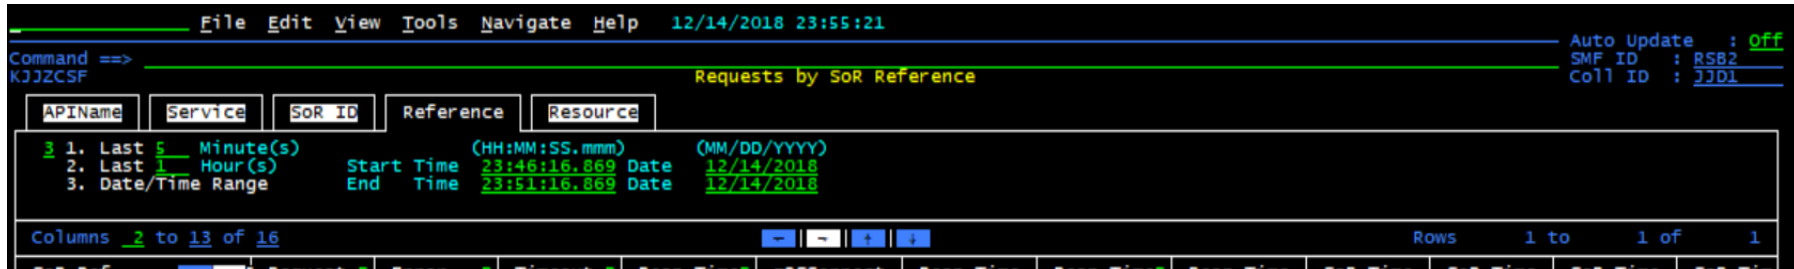 File Edit View Tools Navigate Help 12/14/2018 23:55:21
Auto Update : Off
Command ==>
SMF ID : RSB2
KJJZCSF Requests by SoR Reference
Coll ID : JJD1
APIName Service SoR ID Reference Resource
3 1. Last 5 Minute(s) (HH:MM:SS.mmm) (MM/DD/YYYY)
2. Last 1 Hour(s) Start Time 23:46:16.869 Date 12/14/2018
3. Date/Time Range End Time 23:51:16.869 Date 12/14/2018
Columns 2 to 13 of 16 ← → ↑ ↓ Rows 1 to 1 of 1